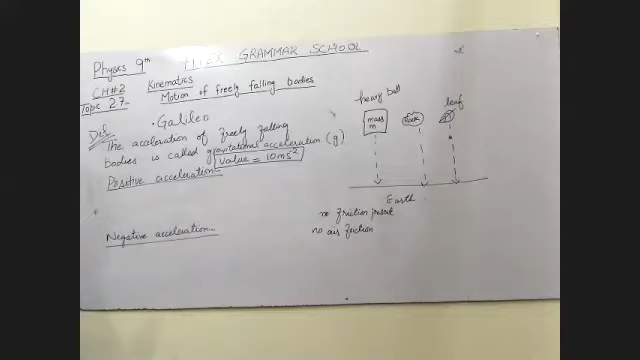 Physics 9th
GRAMMAR SCHOOL
CH#2 Kinematics
Topic 2.7- Motion of freely falling bodies
• Galileo
Def
The acceleration of freely falling
bodies is called gravitational acceleration (g)
value = 10ms²
Positive acceleration:-
Negative acceleration:-
heavy ball
leaf
mass
m
Earth
no friction present
no air friction